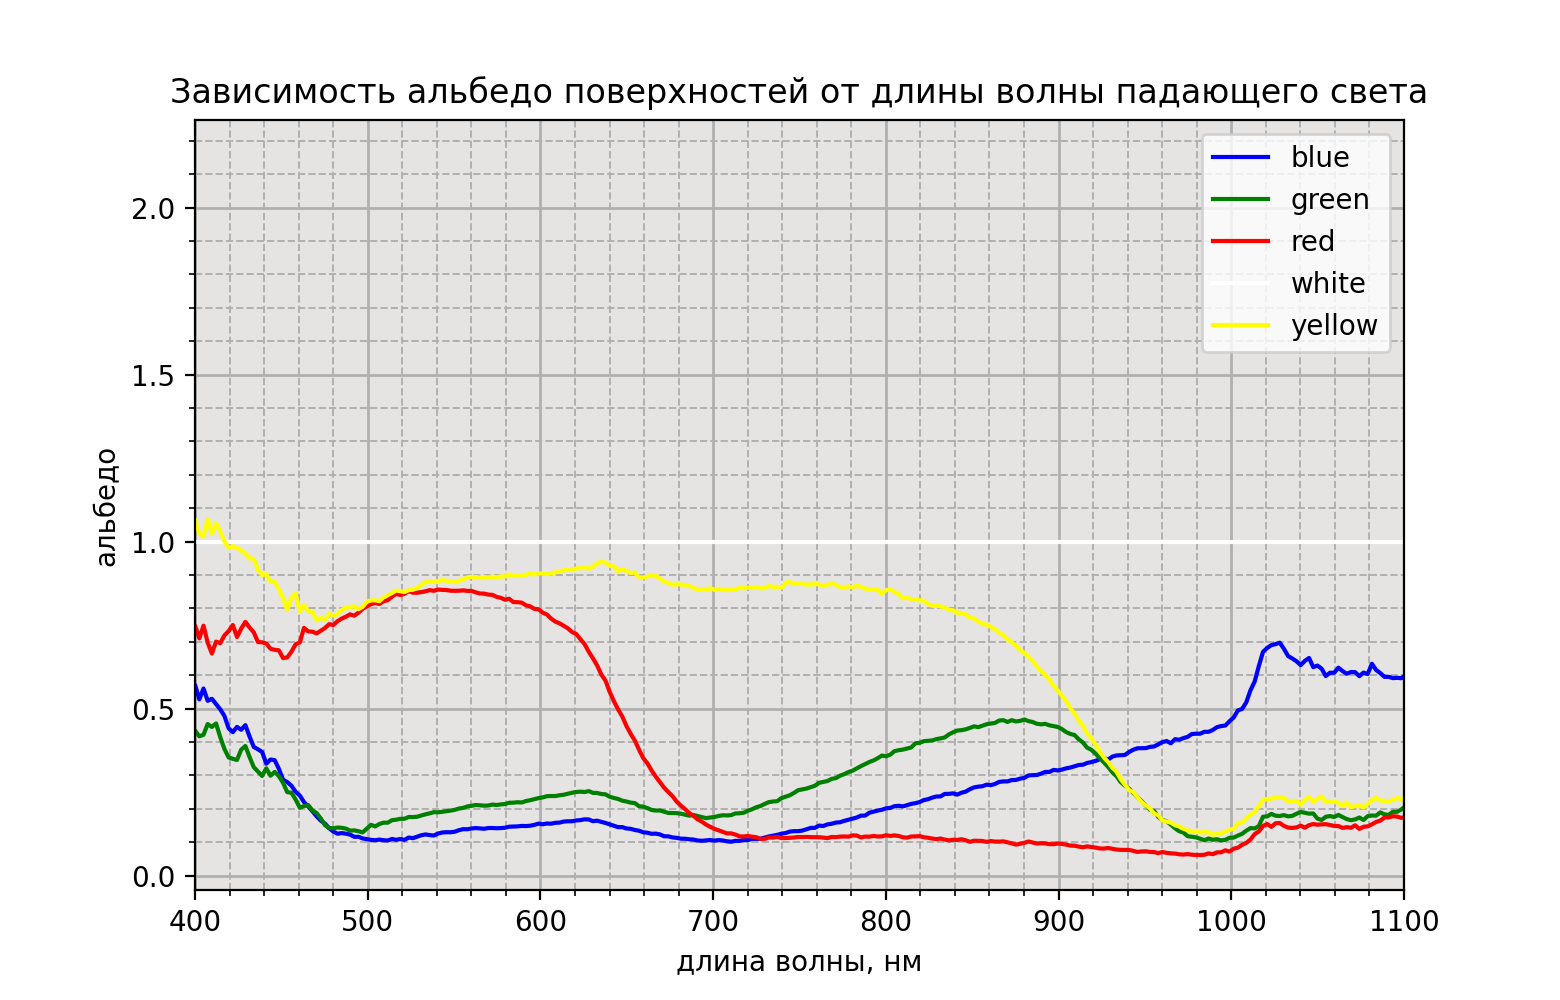 Зависимость альбедо поверхностей от длины волны падающего света
blue
green
red
white
yellow
2.0
1.5
1.0
0.5
0.0
альбедо
400 500 600 700 800 900 1000 1100
длина волны, нм